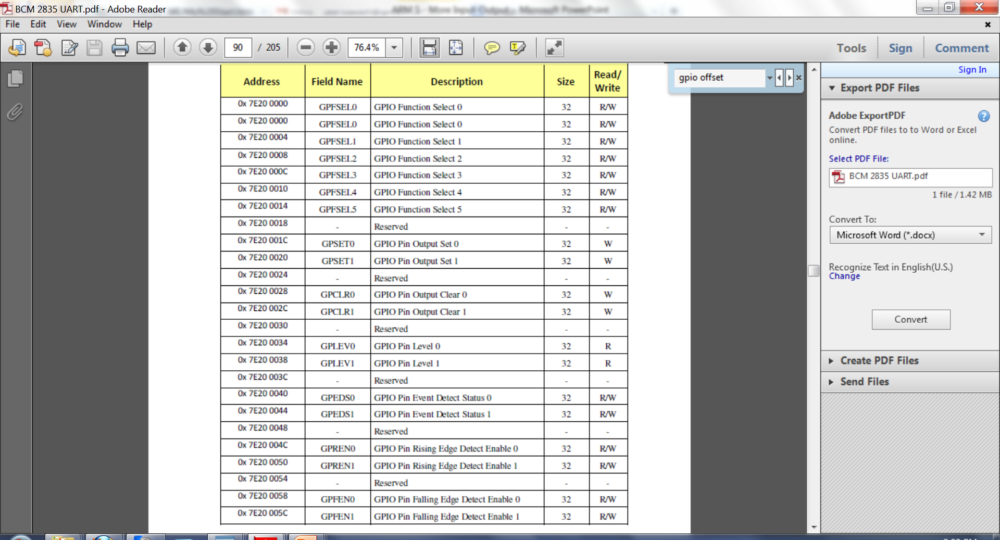 BCM 2835 UART.pdf - Adobe Reader
File Edit View Window Help
90 / 205 76.4% Tools Sign Comment
gpio offset
Sign In
Export PDF Files
Adobe ExportPDF
Convert PDF files to to Word or Excel
online.
Select PDF File:
BCM 2835 UART.pdf
1 file / 1.42 MB
Convert To:
Microsoft Word (*.docx)
Recognize Text in English(U.S.)
Change
Convert
Create PDF Files
Send Files
Address Field Name Description Size Read/
Write
0x 7E20 0000 GPFSEL0 GPIO Function Select 0 32 R/W
0x 7E20 0000 GPFSEL0 GPIO Function Select 0 32 R/W
0x 7E20 0004 GPFSEL1 GPIO Function Select 1 32 R/W
0x 7E20 0008 GPFSEL2 GPIO Function Select 2 32 R/W
0x 7E20 000C GPFSEL3 GPIO Function Select 3 32 R/W
0x 7E20 0010 GPFSEL4 GPIO Function Select 4 32 R/W
0x 7E20 0014 GPFSEL5 GPIO Function Select 5 32 R/W
0x 7E20 0018 - Reserved - -
0x 7E20 001C GPSET0 GPIO Pin Output Set 0 32 W
0x 7E20 0020 GPSET1 GPIO Pin Output Set 1 32 W
0x 7E20 0024 - Reserved - -
0x 7E20 0028 GPCLR0 GPIO Pin Output Clear 0 32 W
0x 7E20 002C GPCLR1 GPIO Pin Output Clear 1 32 W
0x 7E20 0030 - Reserved - -
0x 7E20 0034 GPLEV0 GPIO Pin Level 0 32 R
0x 7E20 0038 GPLEV1 GPIO Pin Level 1 32 R
0x 7E20 003C - Reserved - -
0x 7E20 0040 GPEDS0 GPIO Pin Event Detect Status 0 32 R/W
0x 7E20 0044 GPEDS1 GPIO Pin Event Detect Status 1 32 R/W
0x 7E20 0048 - Reserved - -
0x 7E20 004C GPREN0 GPIO Pin Rising Edge Detect Enable 0 32 R/W
0x 7E20 0050 GPREN1 GPIO Pin Rising Edge Detect Enable 1 32 R/W
0x 7E20 0054 - Reserved - -
0x 7E20 0058 GPFEN0 GPIO Pin Falling Edge Detect Enable 0 32 R/W
0x 7E20 005C GPFEN1 GPIO Pin Falling Edge Detect Enable 1 32 R/W